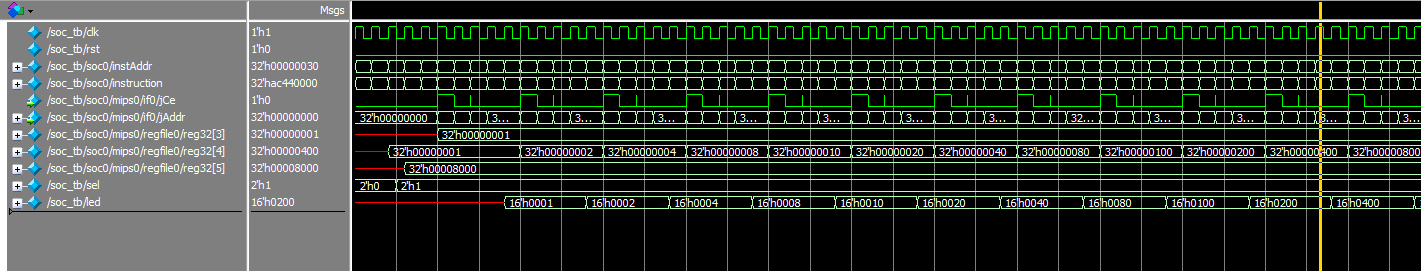 Msgs
/soc_tb/clk 1'h1
/soc_tb/rst 1'h0
/soc_tb/soc0/instAddr 32'h00000030
/soc_tb/soc0/instruction 32'hac440000
/soc_tb/soc0/mips0/if0/jCe 1'h0
/soc_tb/soc0/mips0/if0/jAddr 32'h00000000 32'h00000000 3... 3... 3... 3... 3... 3... 3... 32... 3... 3... 3... 3...
/soc_tb/soc0/mips0/regfile0/reg32[3] 32'h00000001 32'h00000001
/soc_tb/soc0/mips0/regfile0/reg32[4] 32'h00000400 32'h00000001 32'h00000002 32'h00000004 32'h00000008 32'h00000010 32'h00000020 32'h00000040 32'h00000080 32'h00000100 32'h00000200 32'h00000400 32'h00000800
/soc_tb/soc0/mips0/regfile0/reg32[5] 32'h00008000 32'h00008000
/soc_tb/sel 2'h1 2'h0 2'h1
/soc_tb/led 16'h0200 16'h0001 16'h0002 16'h0004 16'h0008 16'h0010 16'h0020 16'h0040 16'h0080 16'h0100 16'h0200 16'h0400